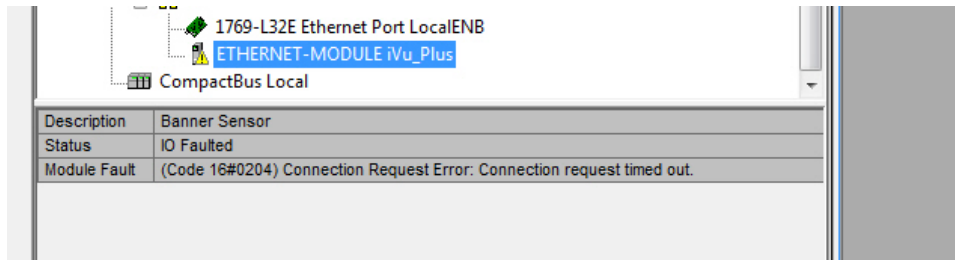 1769-L32E Ethernet Port LocalENB
ETHERNET-MODULE iVu_Plus
CompactBus Local
Description Banner Sensor
Status IO Faulted
Module Fault (Code 16#0204) Connection Request Error: Connection request timed out.